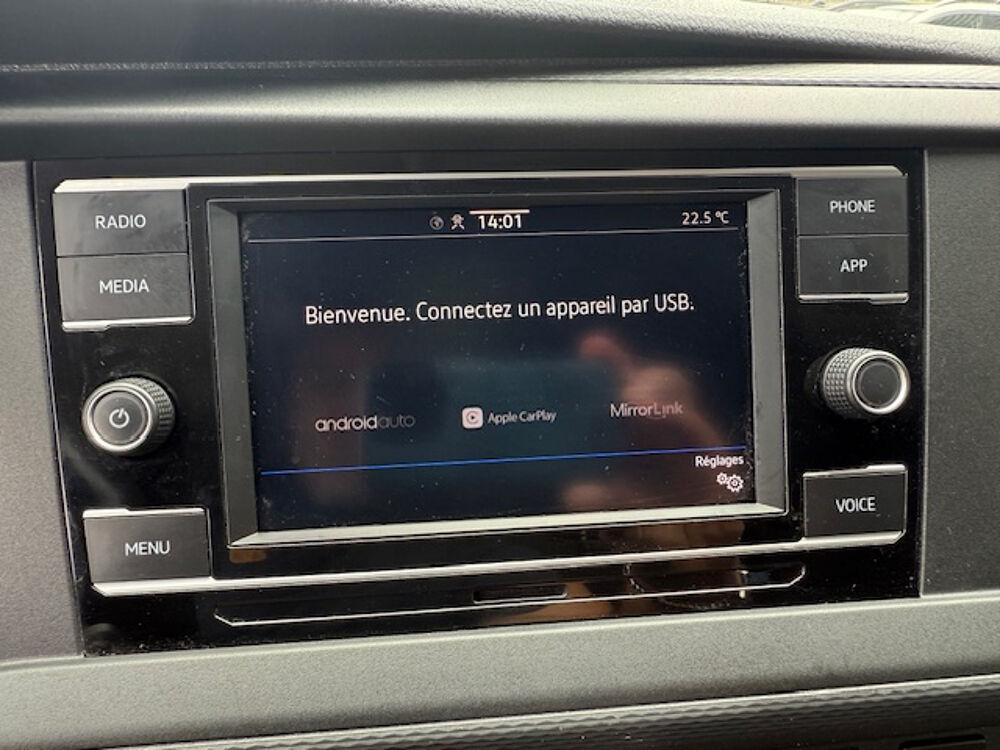 RADIO
MEDIA
MENU
14:01
22.5 °C
Bienvenue. Connectez un appareil par USB.
androidauto
Apple CarPlay
MirrorLink
Réglages
PHONE
APP
VOICE